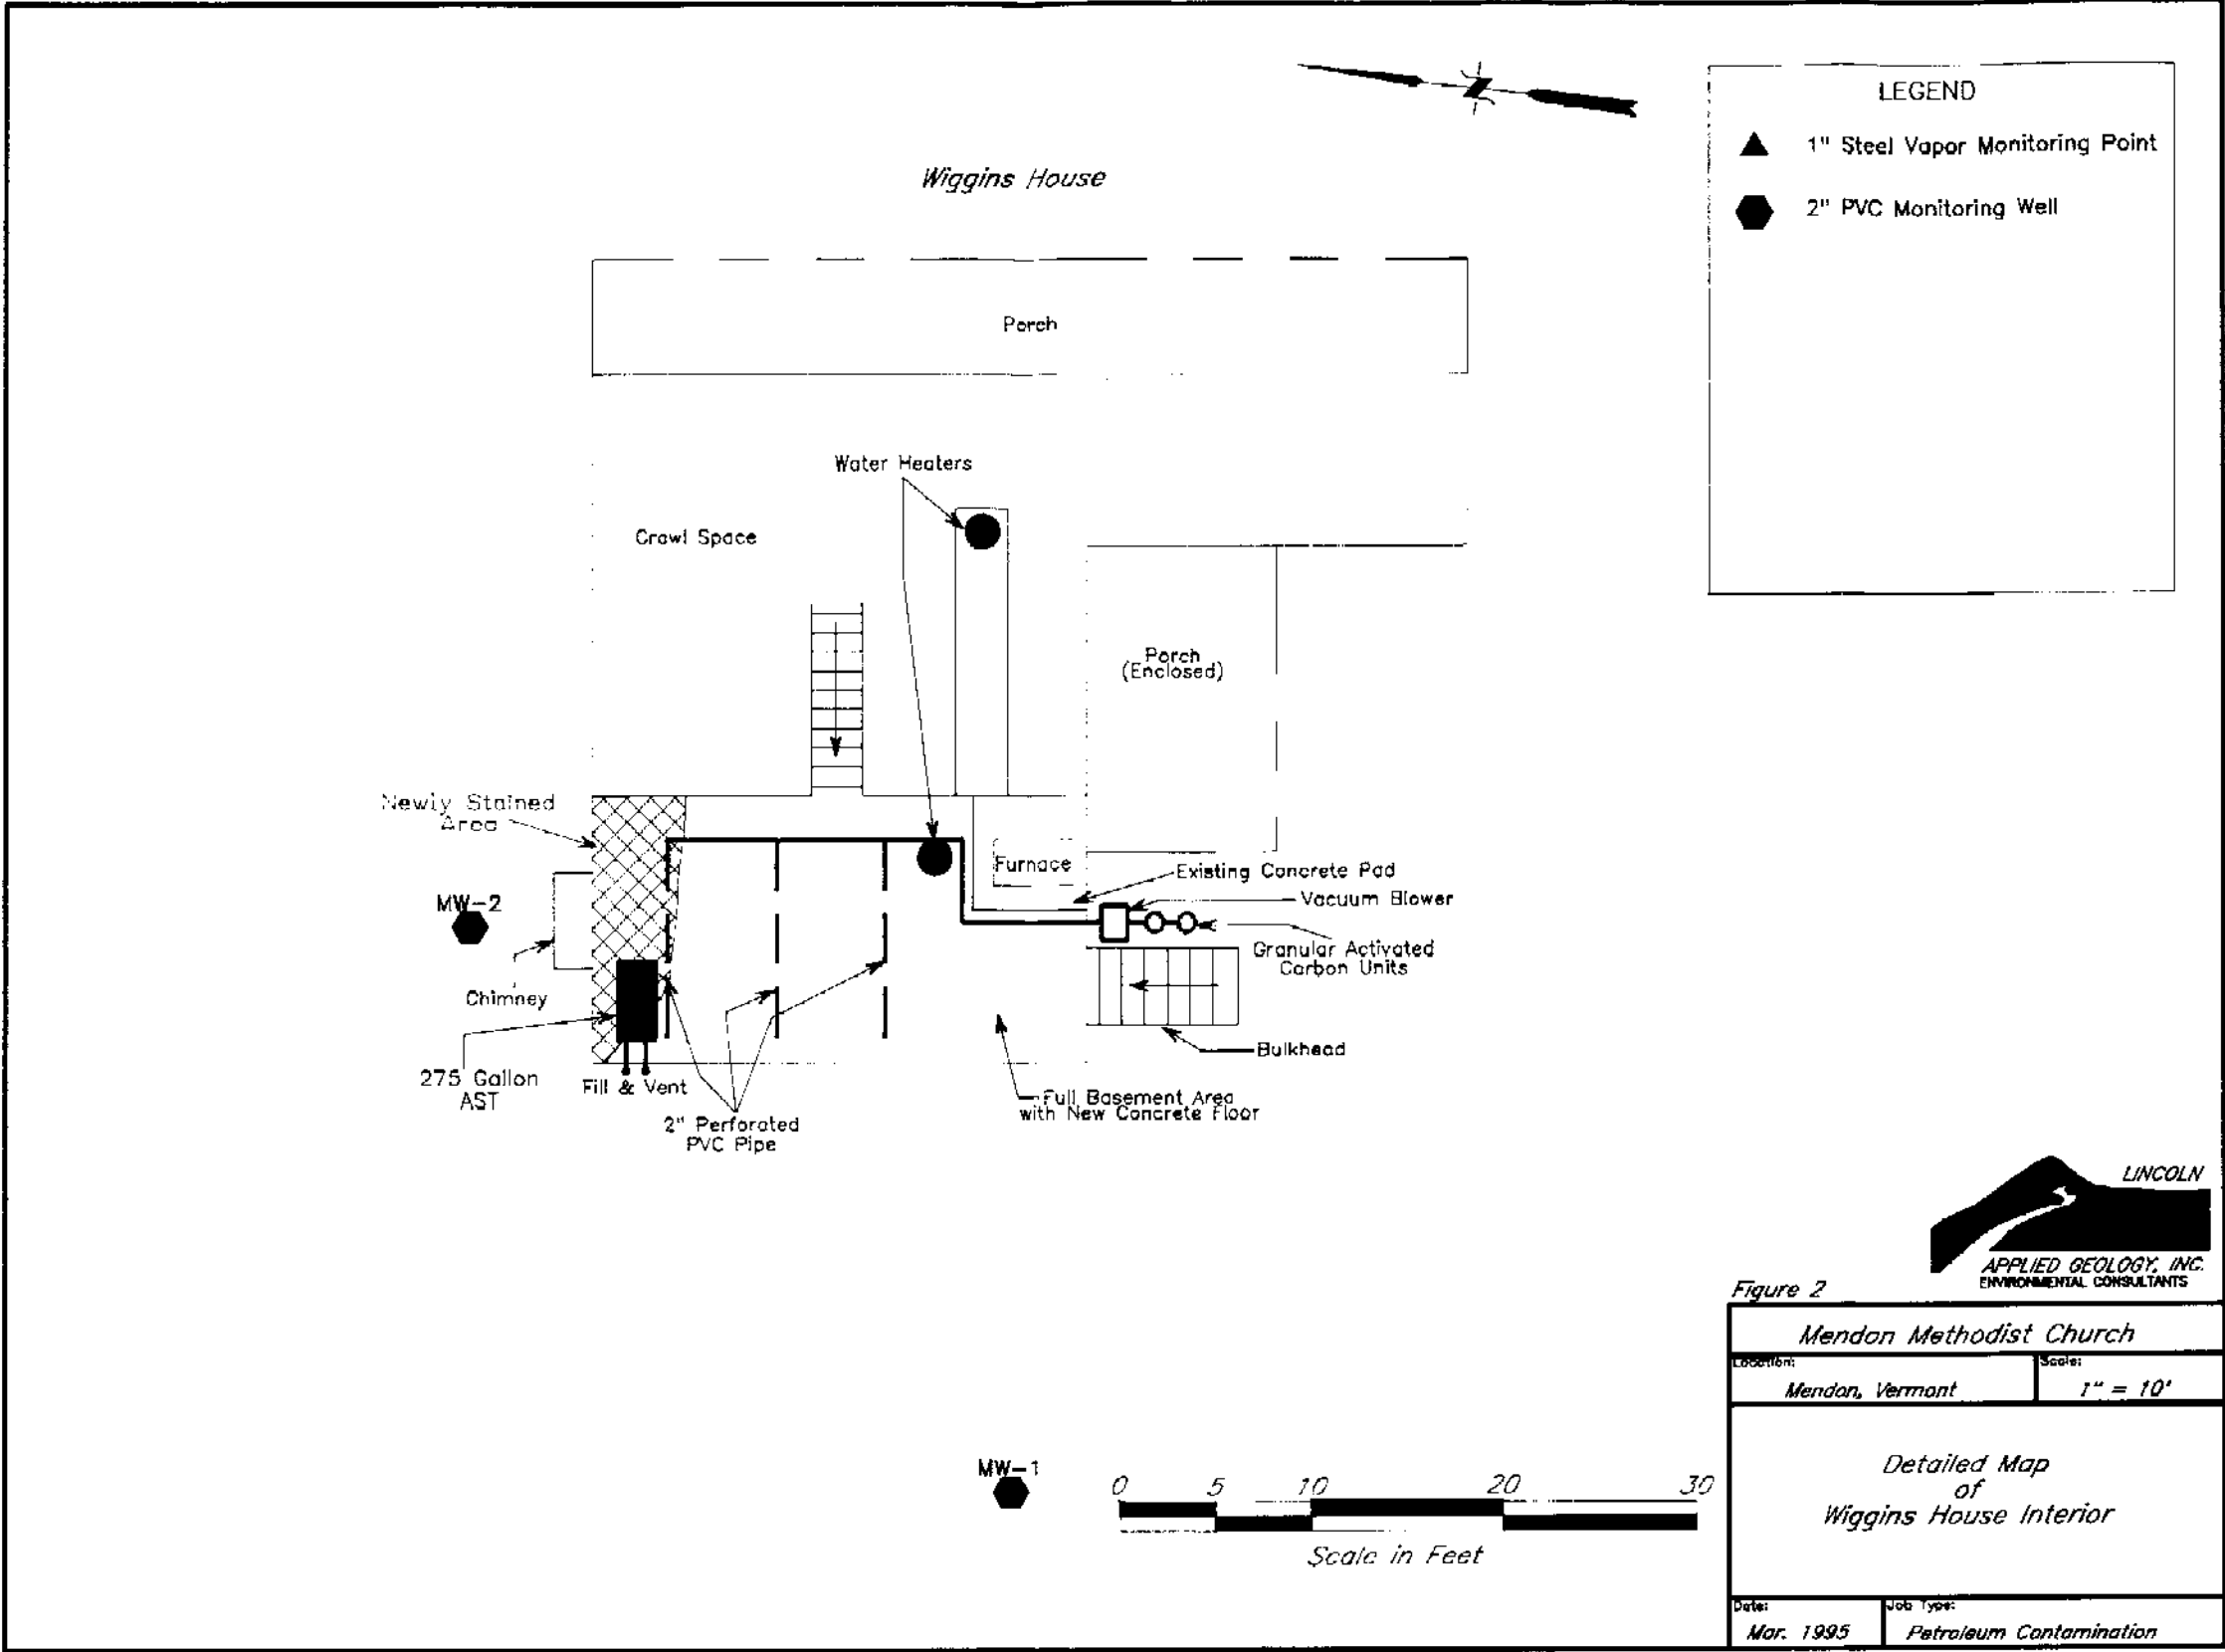 LEGEND
1" Steel Vapor Monitoring Point
2" PVC Monitoring Well
Wiggins House
Porch
Water Heaters
Crawl Space
Porch
(Enclosed)
Newly Stained
Area
Furnace
Existing Concrete Pad
Vacuum Blower
MW-2
Granular Activated
Carbon Units
Chimney
Bulkhead
275 Gallon
AST
Fill & Vent
Full Basement Area
with New Concrete Floor
2" Perforated
PVC Pipe
LINCOLN
APPLIED GEOLOGY, INC.
ENVIRONMENTAL CONSULTANTS
Figure 2
Mendon Methodist Church
Location:
Scale:
Mendon, Vermont
1" = 10'
MW-1
0 5 10 20 30
Scale in Feet
Detailed Map
of
Wiggins House Interior
Date:
Job Type:
Mar. 1995
Petroleum Contamination